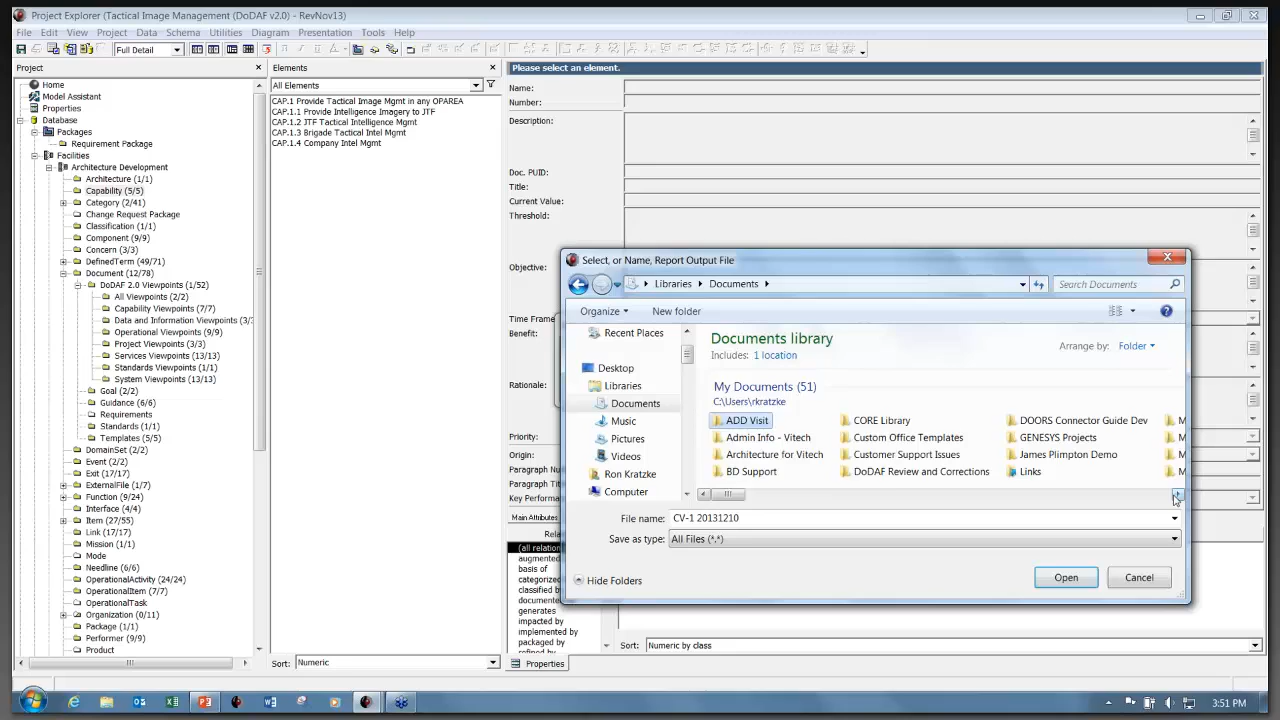 Project Explorer (Tactical Image Management (DoDAF v2.0) - RevNov13)
File Edit View Project Data Schema Utilities Diagram Presentation Tools Help
Full Detail
Project
Home
Model Assistant
Properties
Database
Packages
Requirement Package
Facilities
Architecture Development
Architecture (1/1)
Capability (5/5)
Category (2/41)
Change Request Package
Classification (1/1)
Component (9/9)
Concern (3/3)
DefinedTerm (49/71)
Document (12/78)
DoDAF 2.0 Viewpoints (1/52)
All Viewpoints (2/2)
Capability Viewpoints (7/7)
Data and Information Viewpoints (3/3
Operational Viewpoints (9/9)
Project Viewpoints (3/3)
Services Viewpoints (13/13)
Standards Viewpoints (1/1)
System Viewpoints (13/13)
Goal (2/2)
Guidance (6/6)
Requirements
Standards (1/1)
Templates (5/5)
DomainSet (2/2)
Event (2/2)
Exit (17/17)
ExternalFile (1/7)
Function (9/24)
Interface (4/4)
Item (27/55)
Link (17/17)
Mission (1/1)
Mode
Needline (6/6)
OperationalActivity (24/24)
OperationalItem (7/7)
OperationalTask
Organization (0/11)
Package (1/1)
Performer (9/9)
Product
Elements
All Elements
CAP.1 Provide Tactical Image Mgmt in any OPAREA
CAP.1.1 Provide Intelligence Imagery to JTF
CAP.1.2 JTF Tactical Intelligence Mgmt
CAP.1.3 Brigade Tactical Intel Mgmt
CAP.1.4 Company Intel Mgmt
Sort: Numeric
Please select an element.
Name:
Number:
Description:
Doc. PUID:
Title:
Current Value:
Threshold:
Objective:
Time Frame
Benefit:
Rationale:
Priority:
Origin:
Paragraph Num
Paragraph Title
Key Performa
Main Attributes
Rela
(all relation
augmented
basis of
categorized
classified b
documente
generates
impacted by
implemented by
packaged by
refined by
Sort: Numeric by class
Properties
Select, or Name, Report Output File
Libraries Documents
Search Documents
Organize New folder
Recent Places
Desktop
Libraries
Documents
Music
Pictures
Videos
Ron Kratzke
Computer
Documents library
Includes: 1 location
Arrange by: Folder
My Documents (51)
C:\Users\rkratzke
ADD Visit CORE Library DOORS Connector Guide Dev M
Admin Info - Vitech Custom Office Templates GENESYS Projects M
Architecture for Vitech Customer Support Issues James Plimpton Demo M
BD Support DoDAF Review and Corrections Links M
File name: CV-1 20131210
Save as type: All Files (*.*)
Hide Folders
Open Cancel
3:51 PM